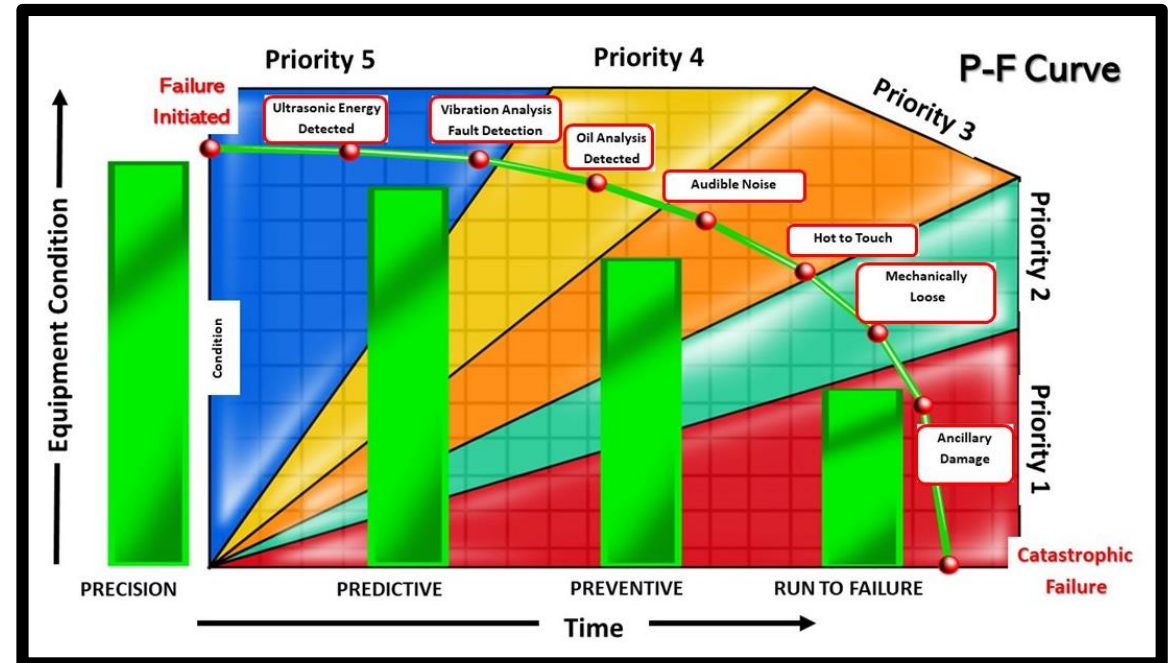 Priority 5
Priority 4
P-F Curve
Priority 3
Failure
Initiated
Ultrasonic Energy
Detected
Vibration Analysis
Fault Detection
Oil Analysis
Detected
Audible Noise
Hot to Touch
Mechanically
Loose
Priority 2
Equipment Condition
Condition
Ancillary
Damage
Priority 1
Catastrophic
Failure
PRECISION
PREDICTIVE
PREVENTIVE
RUN TO FAILURE
Time